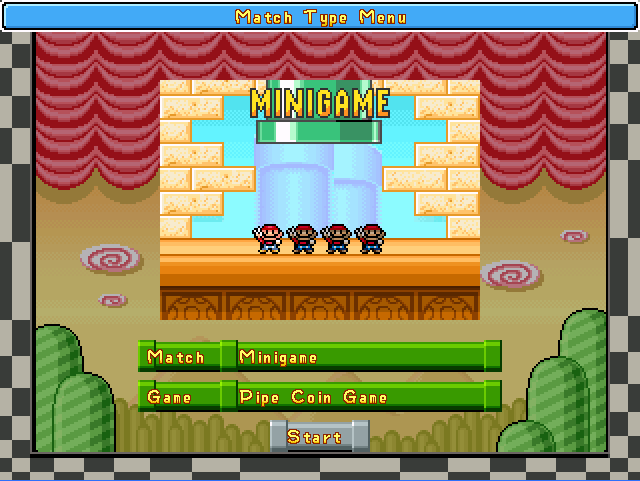 Match Type Menu
MINIGAME
Match Minigame
Game Pipe Coin Game
Start